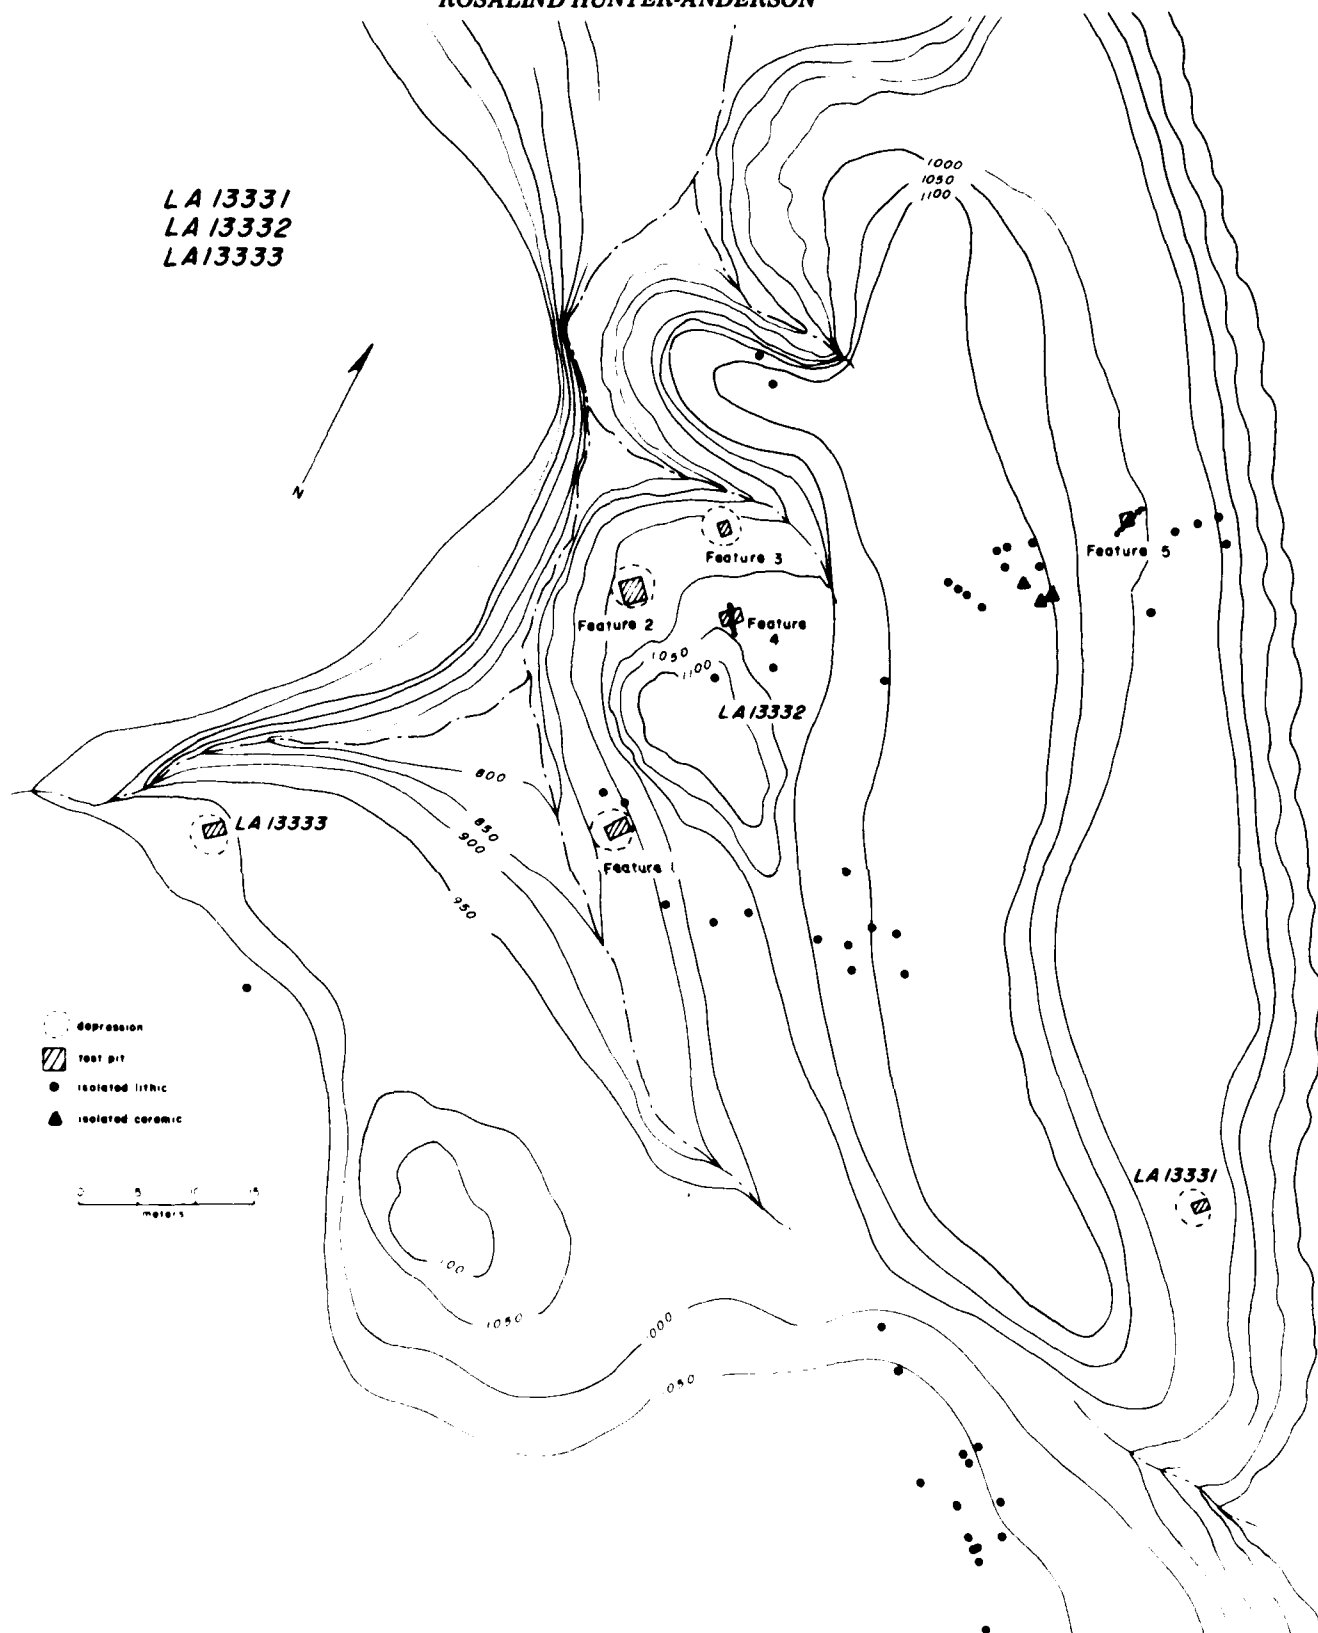 ROSALIND HUNTER-ANDERSON
LA 13331
LA 13332
LA 13333
1000
1050
1100
N
Feature 3
Feature 5
Feature 2
Feature
4
1050
1100
LA 13332
800
850
900
950
LA 13333
Feature 1
depression
test pit
isolated lithic
isolated ceramic
0 5 10 15
meters
LA 13331
100
1050
000
050